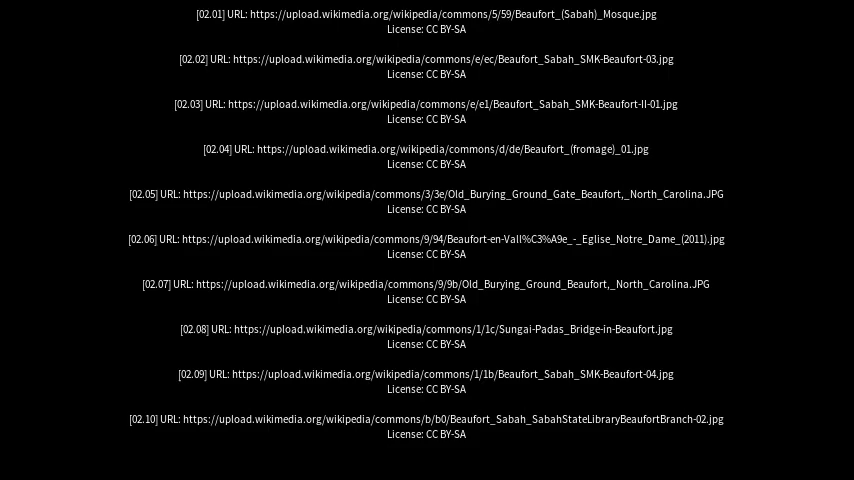 [02.01] URL: https://upload.wikimedia.org/wikipedia/commons/5/59/Beaufort_(Sabah)_Mosque.jpg
License: CC BY-SA
[02.02] URL: https://upload.wikimedia.org/wikipedia/commons/e/ec/Beaufort_Sabah_SMK-Beaufort-03.jpg
License: CC BY-SA
[02.03] URL: https://upload.wikimedia.org/wikipedia/commons/e/e1/Beaufort_Sabah_SMK-Beaufort-II-01.jpg
License: CC BY-SA
[02.04] URL: https://upload.wikimedia.org/wikipedia/commons/d/de/Beaufort_(fromage)_01.jpg
License: CC BY-SA
[02.05] URL: https://upload.wikimedia.org/wikipedia/commons/3/3e/Old_Burying_Ground_Gate_Beaufort,_North_Carolina.JPG
License: CC BY-SA
[02.06] URL: https://upload.wikimedia.org/wikipedia/commons/9/94/Beaufort-en-Vall%C3%A9e_-_Eglise_Notre_Dame_(2011).jpg
License: CC BY-SA
[02.07] URL: https://upload.wikimedia.org/wikipedia/commons/9/9b/Old_Burying_Ground_Beaufort,_North_Carolina.JPG
License: CC BY-SA
[02.08] URL: https://upload.wikimedia.org/wikipedia/commons/1/1c/Sungai-Padas_Bridge-in-Beaufort.jpg
License: CC BY-SA
[02.09] URL: https://upload.wikimedia.org/wikipedia/commons/1/1b/Beaufort_Sabah_SMK-Beaufort-04.jpg
License: CC BY-SA
[02.10] URL: https://upload.wikimedia.org/wikipedia/commons/b/b0/Beaufort_Sabah_SabahStateLibraryBeaufortBranch-02.jpg
License: CC BY-SA